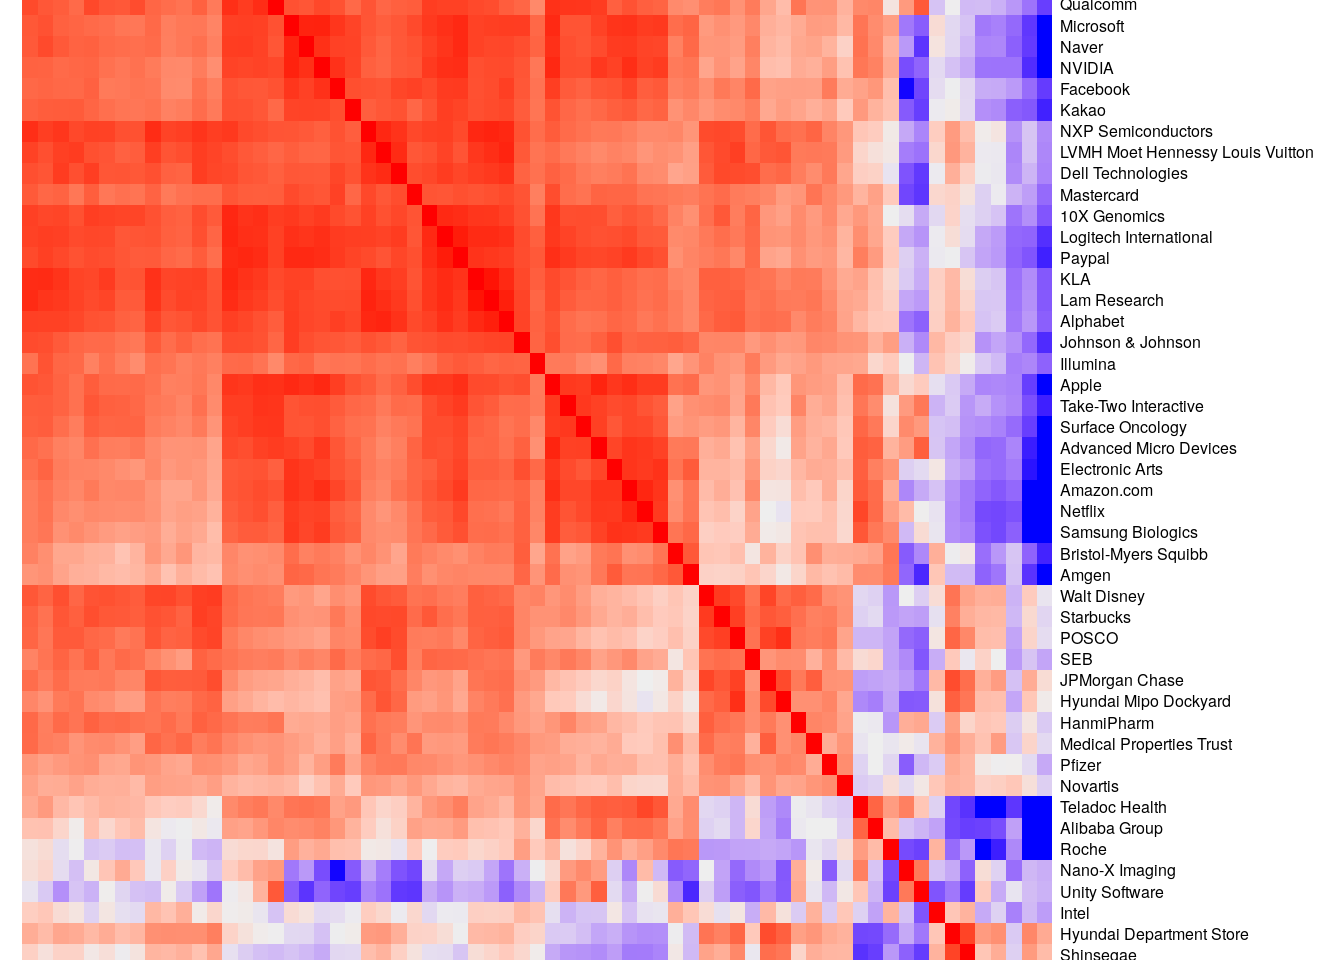 Qualcomm
Microsoft
Naver
NVIDIA
Facebook
Kakao
NXP Semiconductors
LVMH Moet Hennessy Louis Vuitton
Dell Technologies
Mastercard
10X Genomics
Logitech International
Paypal
KLA
Lam Research
Alphabet
Johnson & Johnson
Illumina
Apple
Take-Two Interactive
Surface Oncology
Advanced Micro Devices
Electronic Arts
Amazon.com
Netflix
Samsung Biologics
Bristol-Myers Squibb
Amgen
Walt Disney
Starbucks
POSCO
SEB
JPMorgan Chase
Hyundai Mipo Dockyard
HanmiPharm
Medical Properties Trust
Pfizer
Novartis
Teladoc Health
Alibaba Group
Roche
Nano-X Imaging
Unity Software
Intel
Hyundai Department Store
Shinsegae